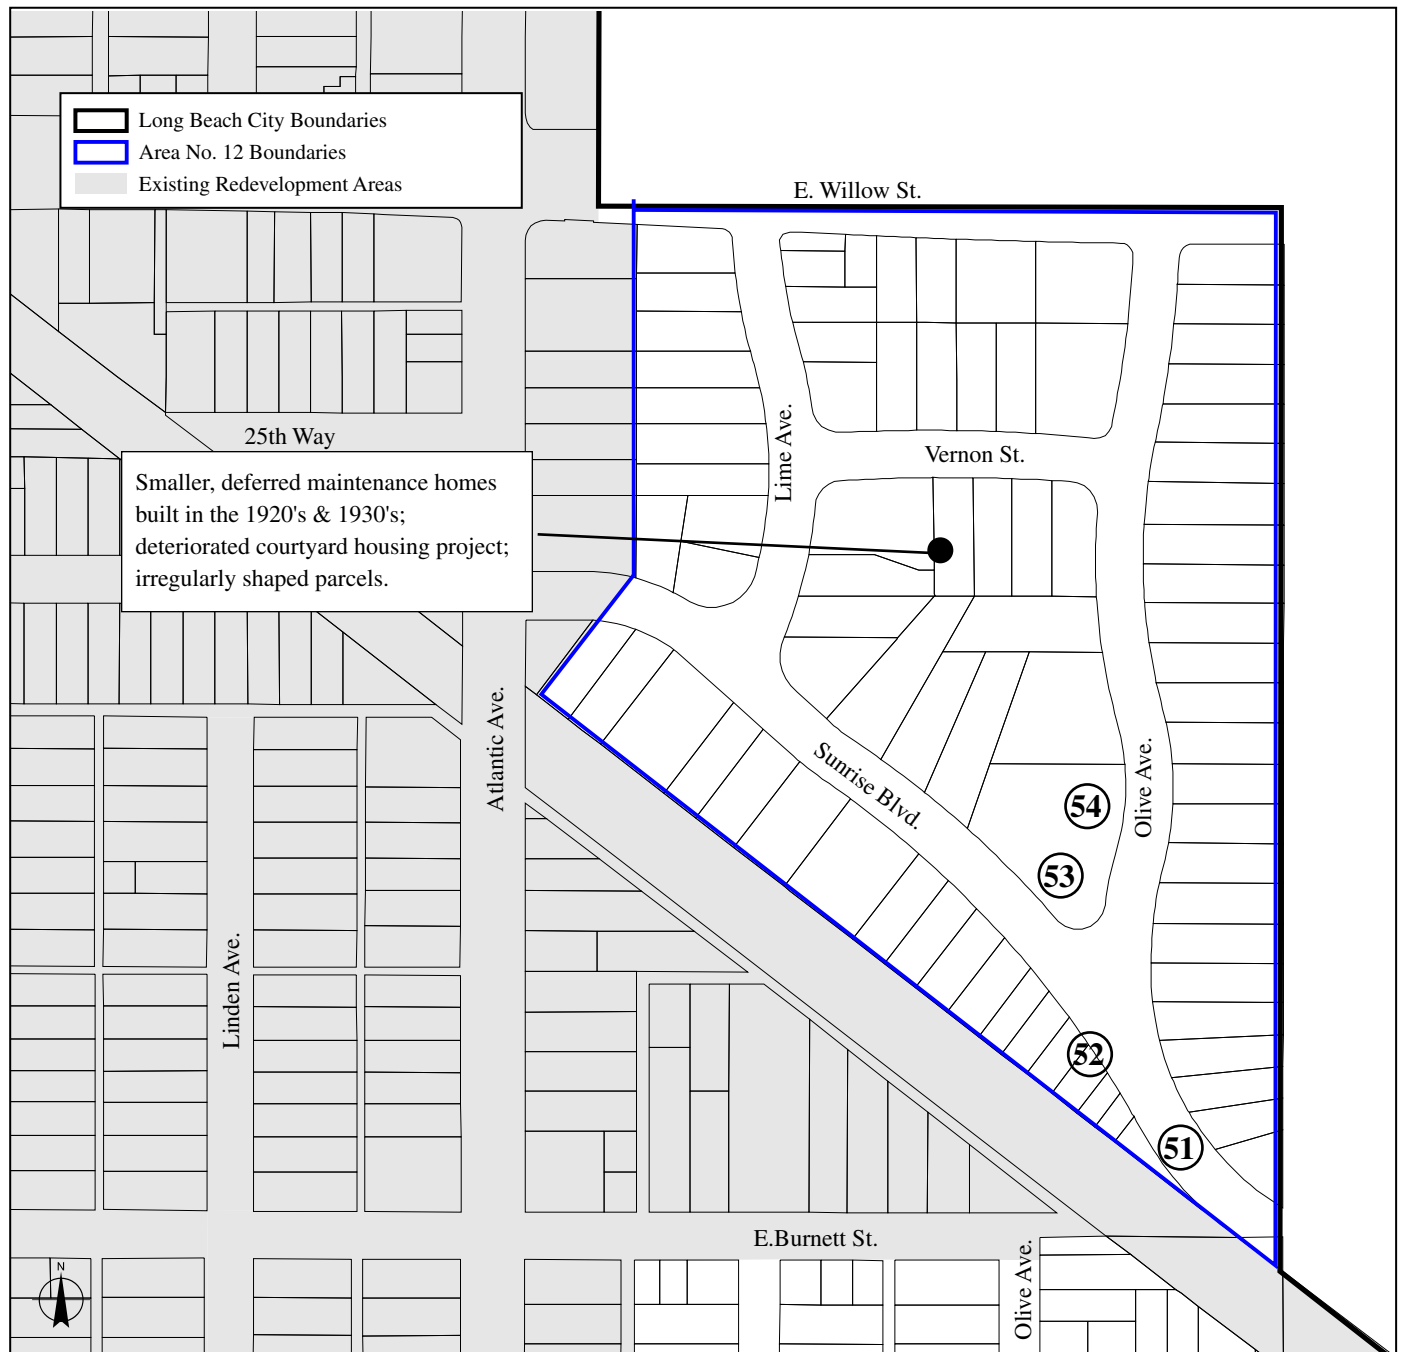 Long Beach City Boundaries
Area No. 12 Boundaries
Existing Redevelopment Areas
E. Willow St.
25th Way
Lime Ave.
Vernon St.
Smaller, deferred maintenance homes
built in the 1920's & 1930's;
deteriorated courtyard housing project;
irregularly shaped parcels.
Atlantic Ave.
Sunrise Blvd.
Olive Ave.
54
53
Linden Ave.
52
51
E.Burnett St.
Olive Ave.
N